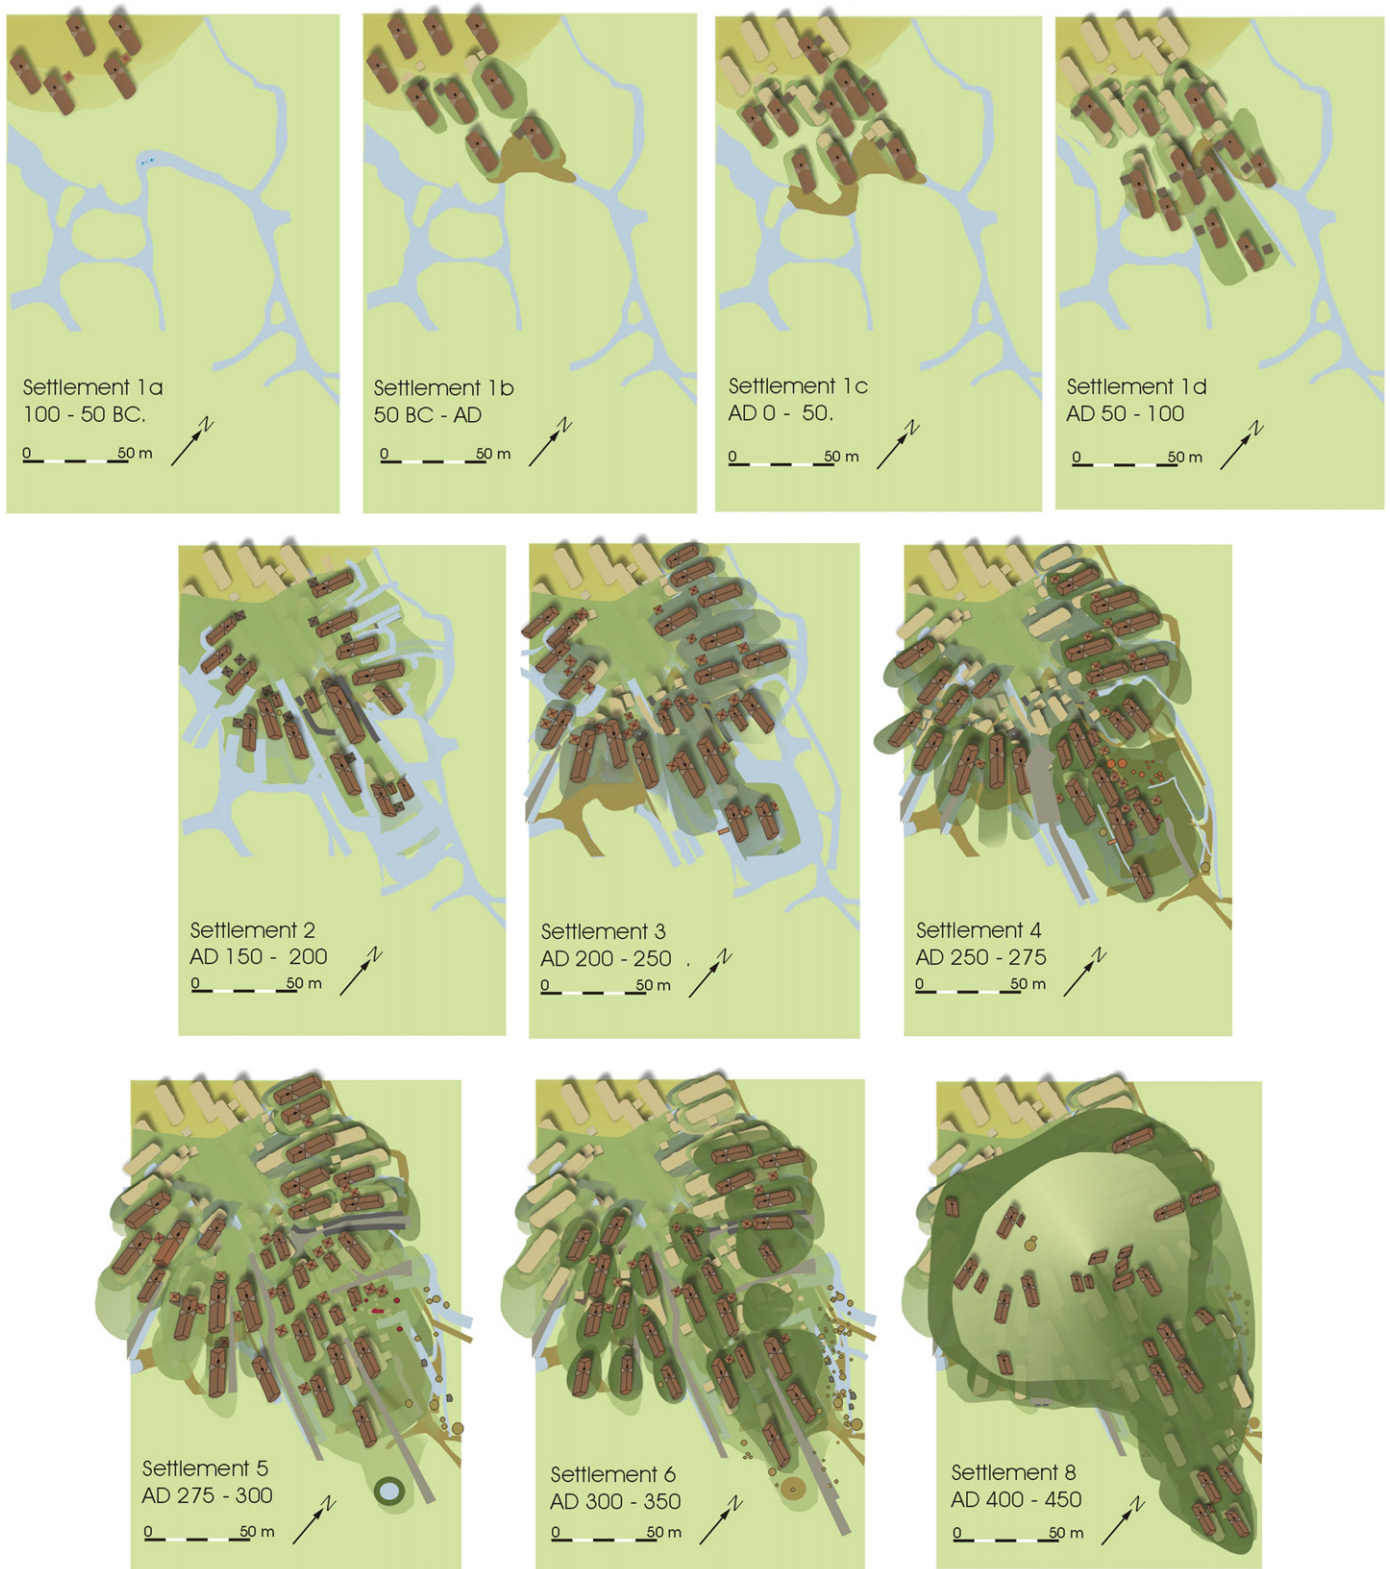 Settlement 1a
100 - 50 BC.
0 50 m
N
Settlement 1b
50 BC - AD
0 50 m
N
Settlement 1c
AD 0 - 50.
0 50 m
N
Settlement 1d
AD 50 - 100
0 50 m
N
Settlement 2
AD 150 - 200
0 50 m
N
Settlement 3
AD 200 - 250 .
0 50 m
N
Settlement 4
AD 250 - 275
0 50 m
N
Settlement 5
AD 275 - 300
0 50 m
N
Settlement 6
AD 300 - 350
0 50 m
N
Settlement 8
AD 400 - 450
0 50 m
N